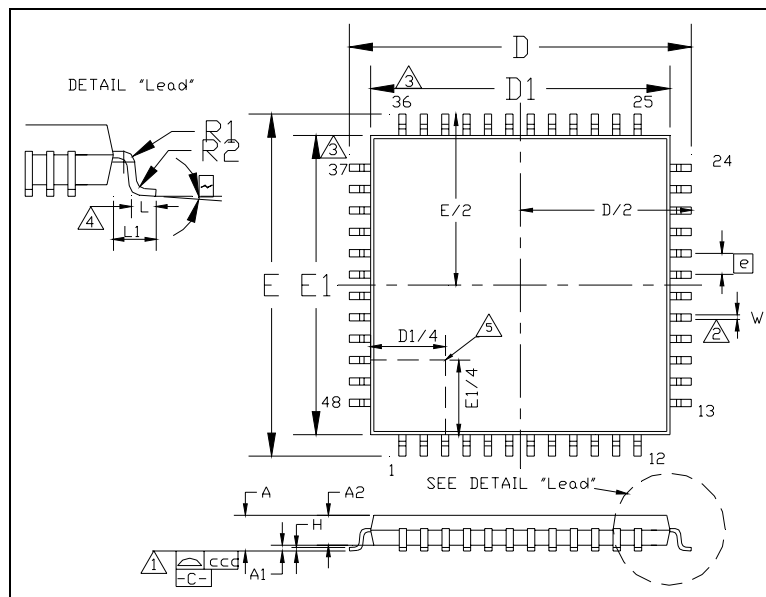 D
DETAIL "Lead"
3
D1
36
25
R1
R2
3
37
24
4
L
L1
E/2
D/2
e
E
E1
W
2
D1/4
5
E1/4
48
13
1
12
SEE DETAIL "Lead"
A
A2
H
1
ccc
-C-
A1